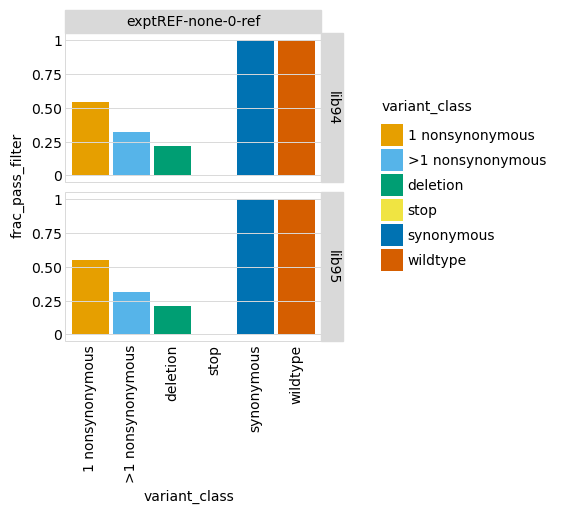 exptREF-none-0-ref
frac_pass_filter
1
0.75
0.50
0.25
0
lib94
1
0.75
0.50
0.25
0
lib95
1 nonsynonymous
>1 nonsynonymous
deletion
stop
synonymous
wildtype
variant_class
variant_class
1 nonsynonymous
>1 nonsynonymous
deletion
stop
synonymous
wildtype